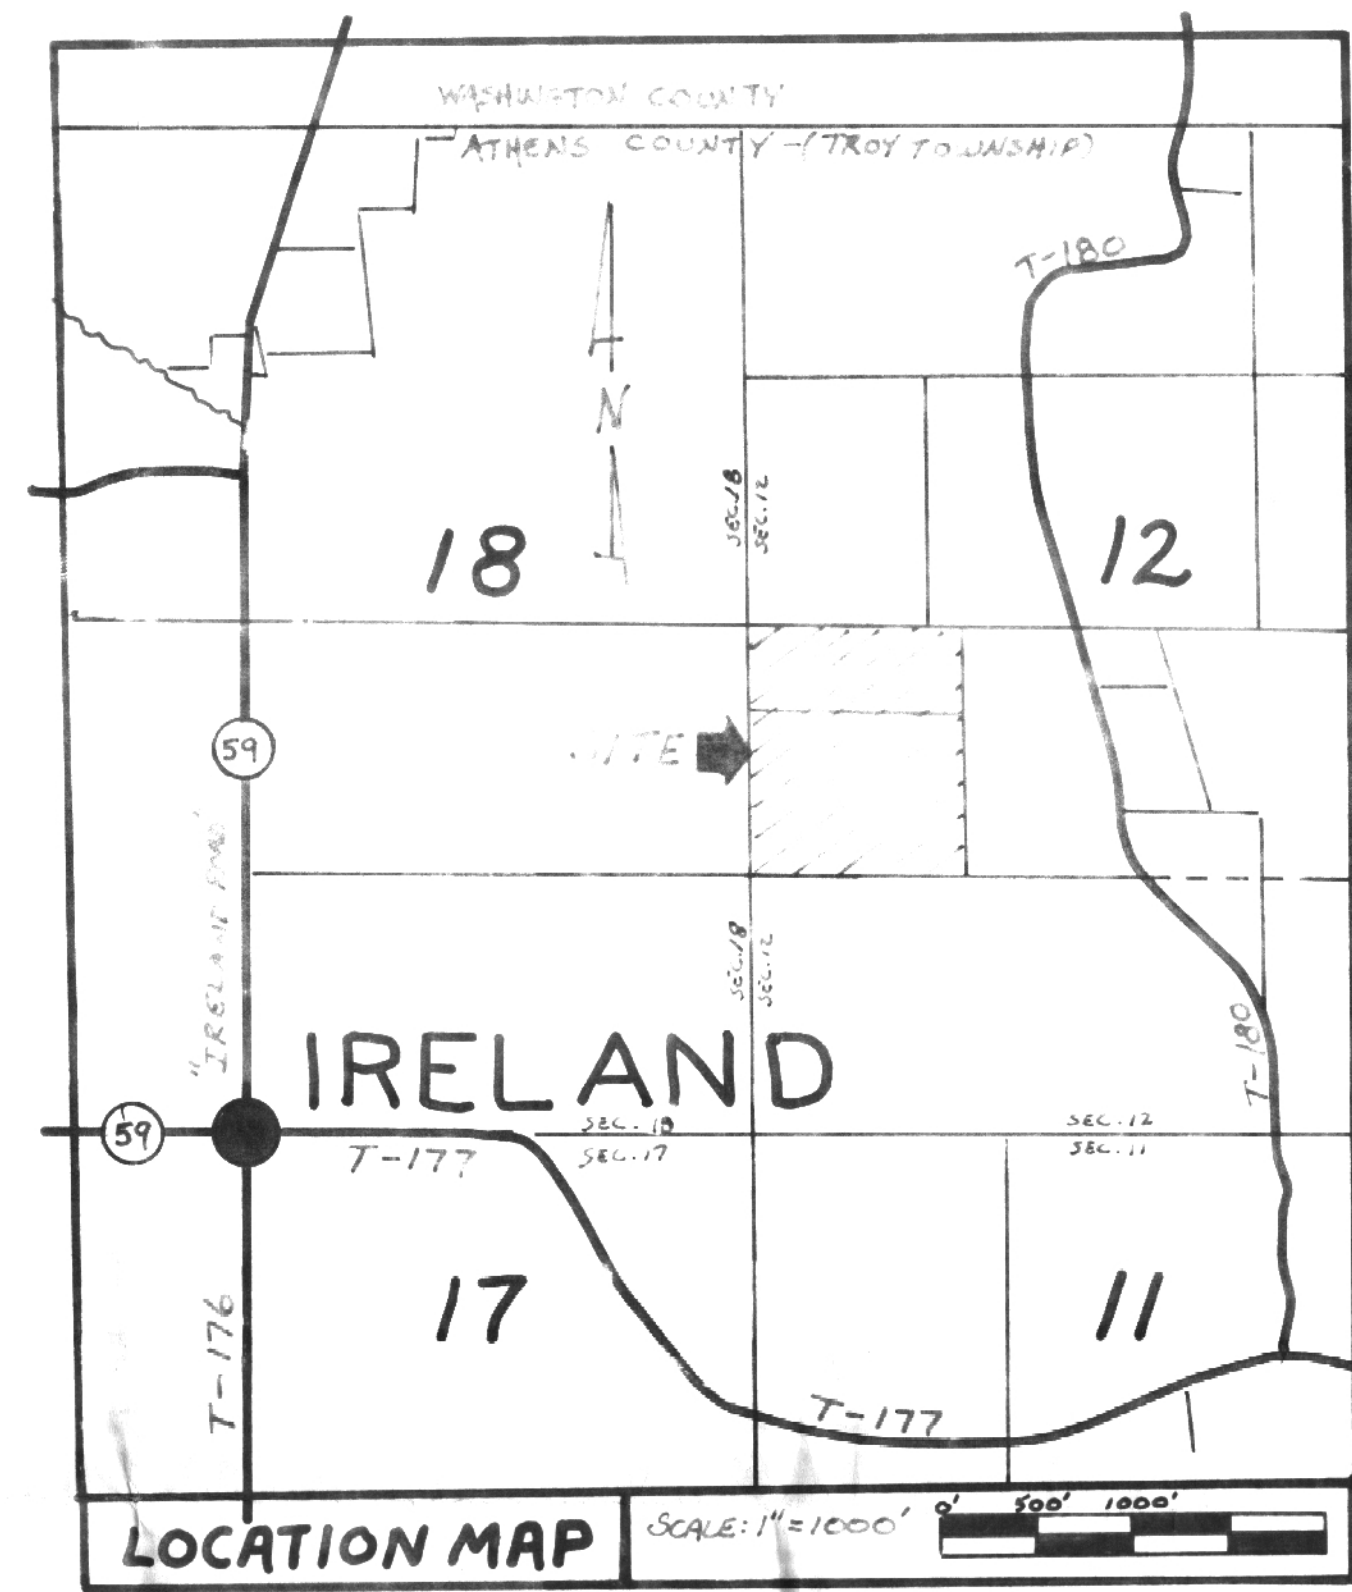 WASHINGTON COUNTY
ATHENS COUNTY - (TROY TOWNSHIP)
T-180
N
SEC. 18
SEC. 12
18
12
SITE
59
"IRELAND ROAD"
SEC. 18
SEC. 12
IRELAND
T-180
59
T-177
SEC. 18
SEC. 17
SEC. 12
SEC. 11
17
11
T-176
T-177
LOCATION MAP
SCALE: 1"=1000'
0' 500' 1000'